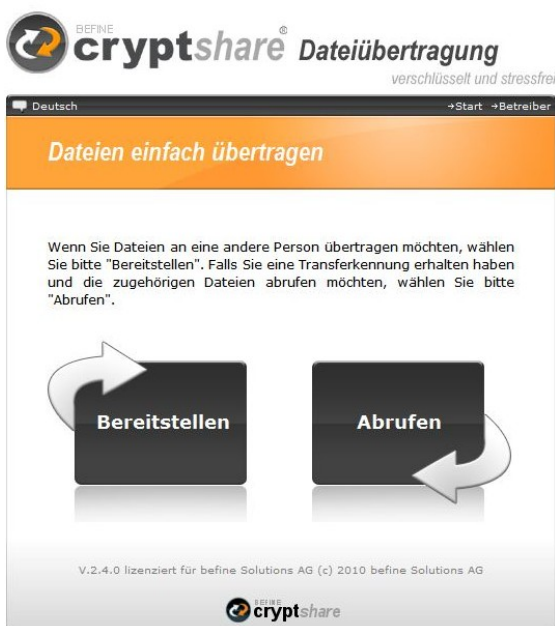 BEFINE
cryptshare® Dateiübertragung
verschlüsselt und stressfrei
Deutsch →Start →Betreiber
Dateien einfach übertragen
Wenn Sie Dateien an eine andere Person übertragen möchten, wählen
Sie bitte "Bereitstellen". Falls Sie eine Transferkennung erhalten haben
und die zugehörigen Dateien abrufen möchten, wählen Sie bitte
"Abrufen".
Bereitstellen Abrufen
V.2.4.0 lizenziert für befine Solutions AG (c) 2010 befine Solutions AG
BEFINE
cryptshare